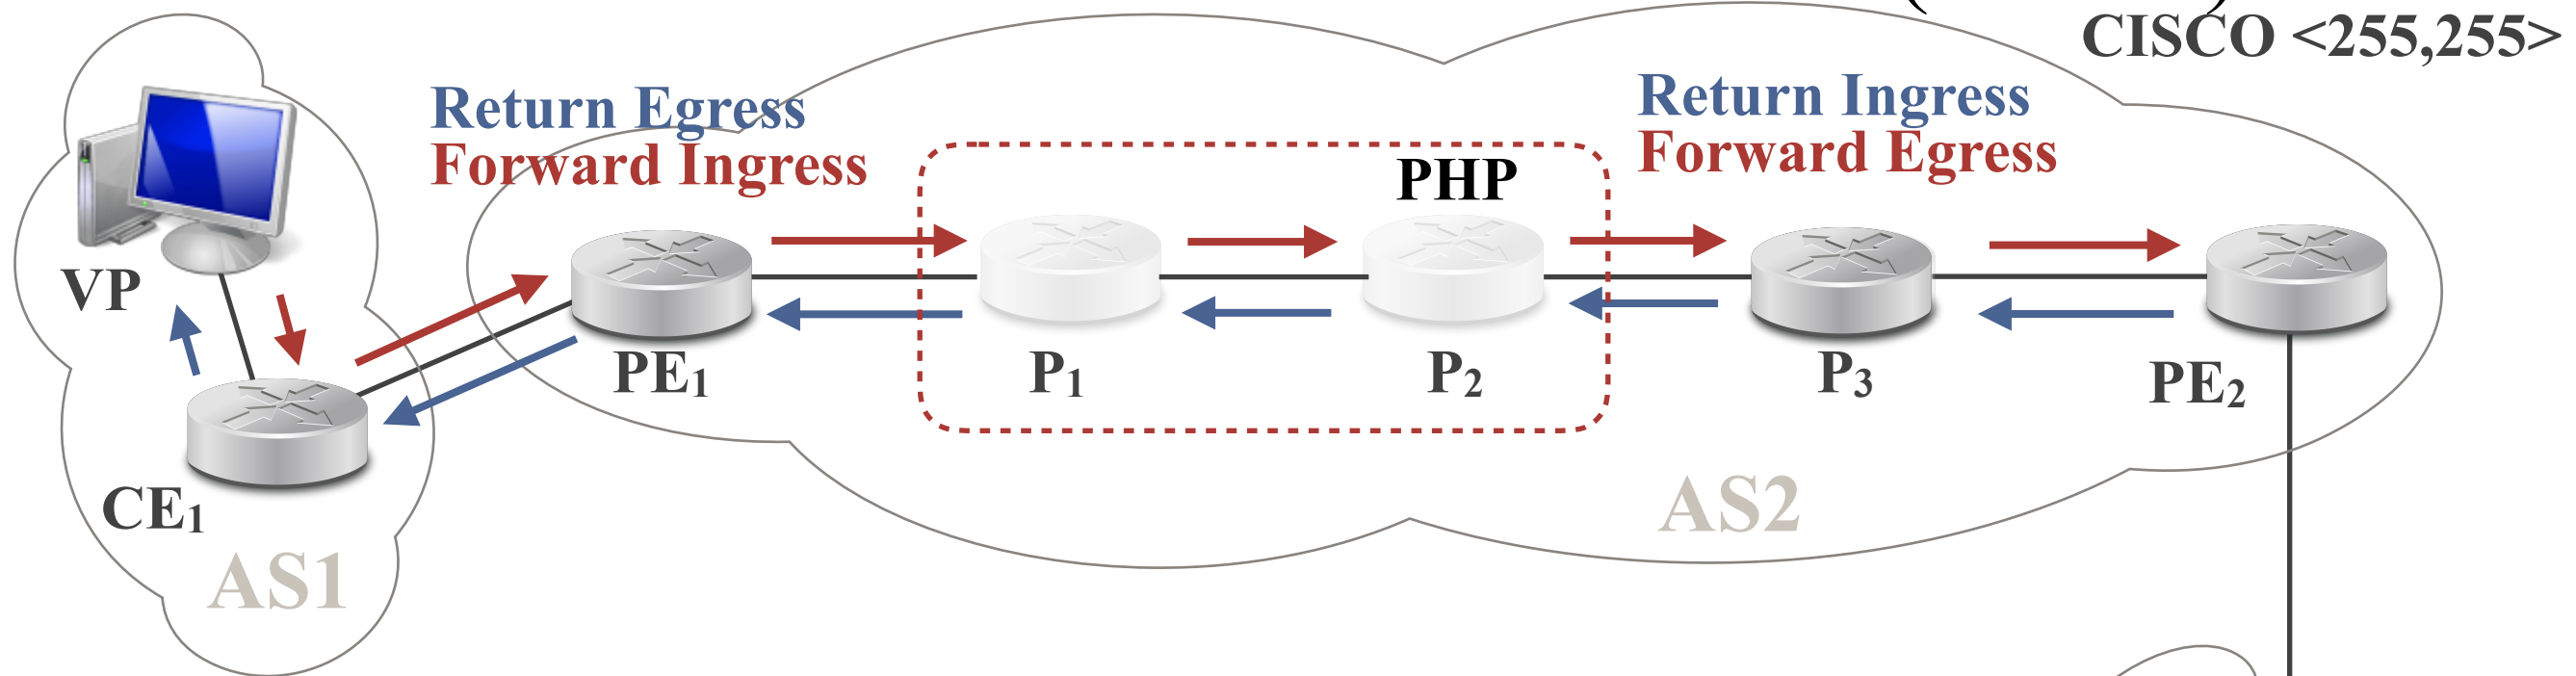 CISCO <255,255>
Return Egress
Forward Ingress
Return Ingress
Forward Egress
PHP
VP
PE1
P1
P2
P3
PE2
CE1
AS1
AS2